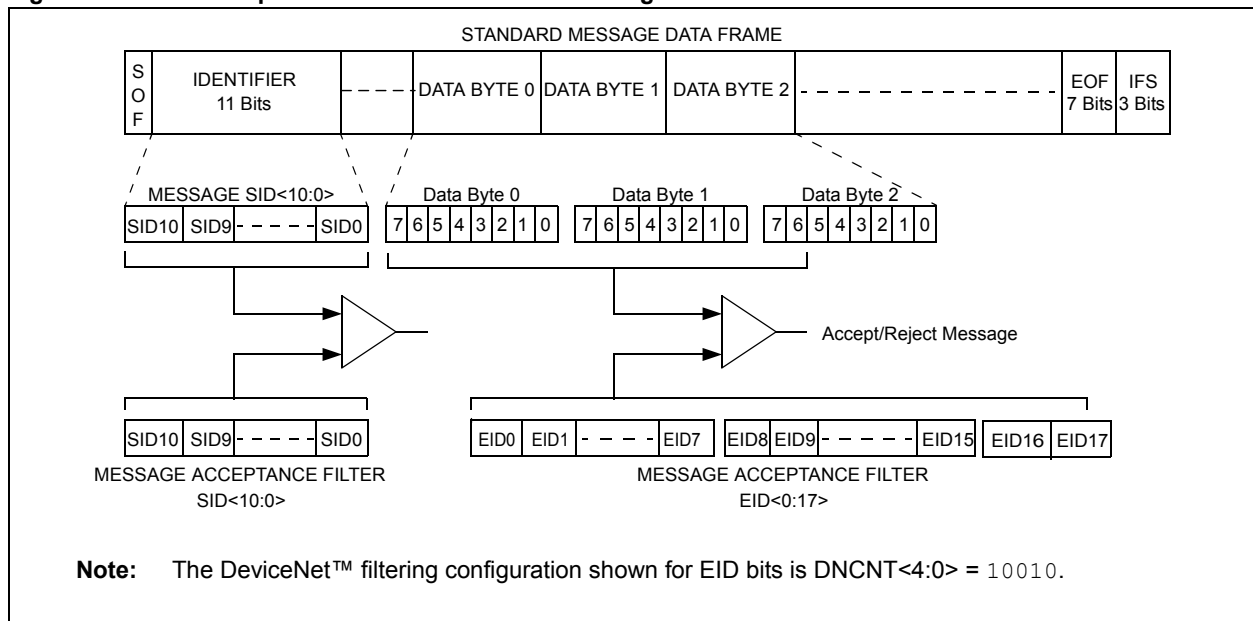 STANDARD MESSAGE DATA FRAME
S O F
IDENTIFIER
11 Bits
DATA BYTE 0
DATA BYTE 1
DATA BYTE 2
EOF
7 Bits
IFS
3 Bits
MESSAGE SID<10:0>
SID10 SID9 SID0
Data Byte 0
7 6 5 4 3 2 1 0
Data Byte 1
7 6 5 4 3 2 1 0
Data Byte 2
7 6 5 4 3 2 1 0
Accept/Reject Message
SID10 SID9 SID0
MESSAGE ACCEPTANCE FILTER
SID<10:0>
EID0 EID1 EID7
EID8 EID9 EID15
EID16 EID17
MESSAGE ACCEPTANCE FILTER
EID<0:17>
Note: The DeviceNet™ filtering configuration shown for EID bits is DNCNT<4:0> = 10010.